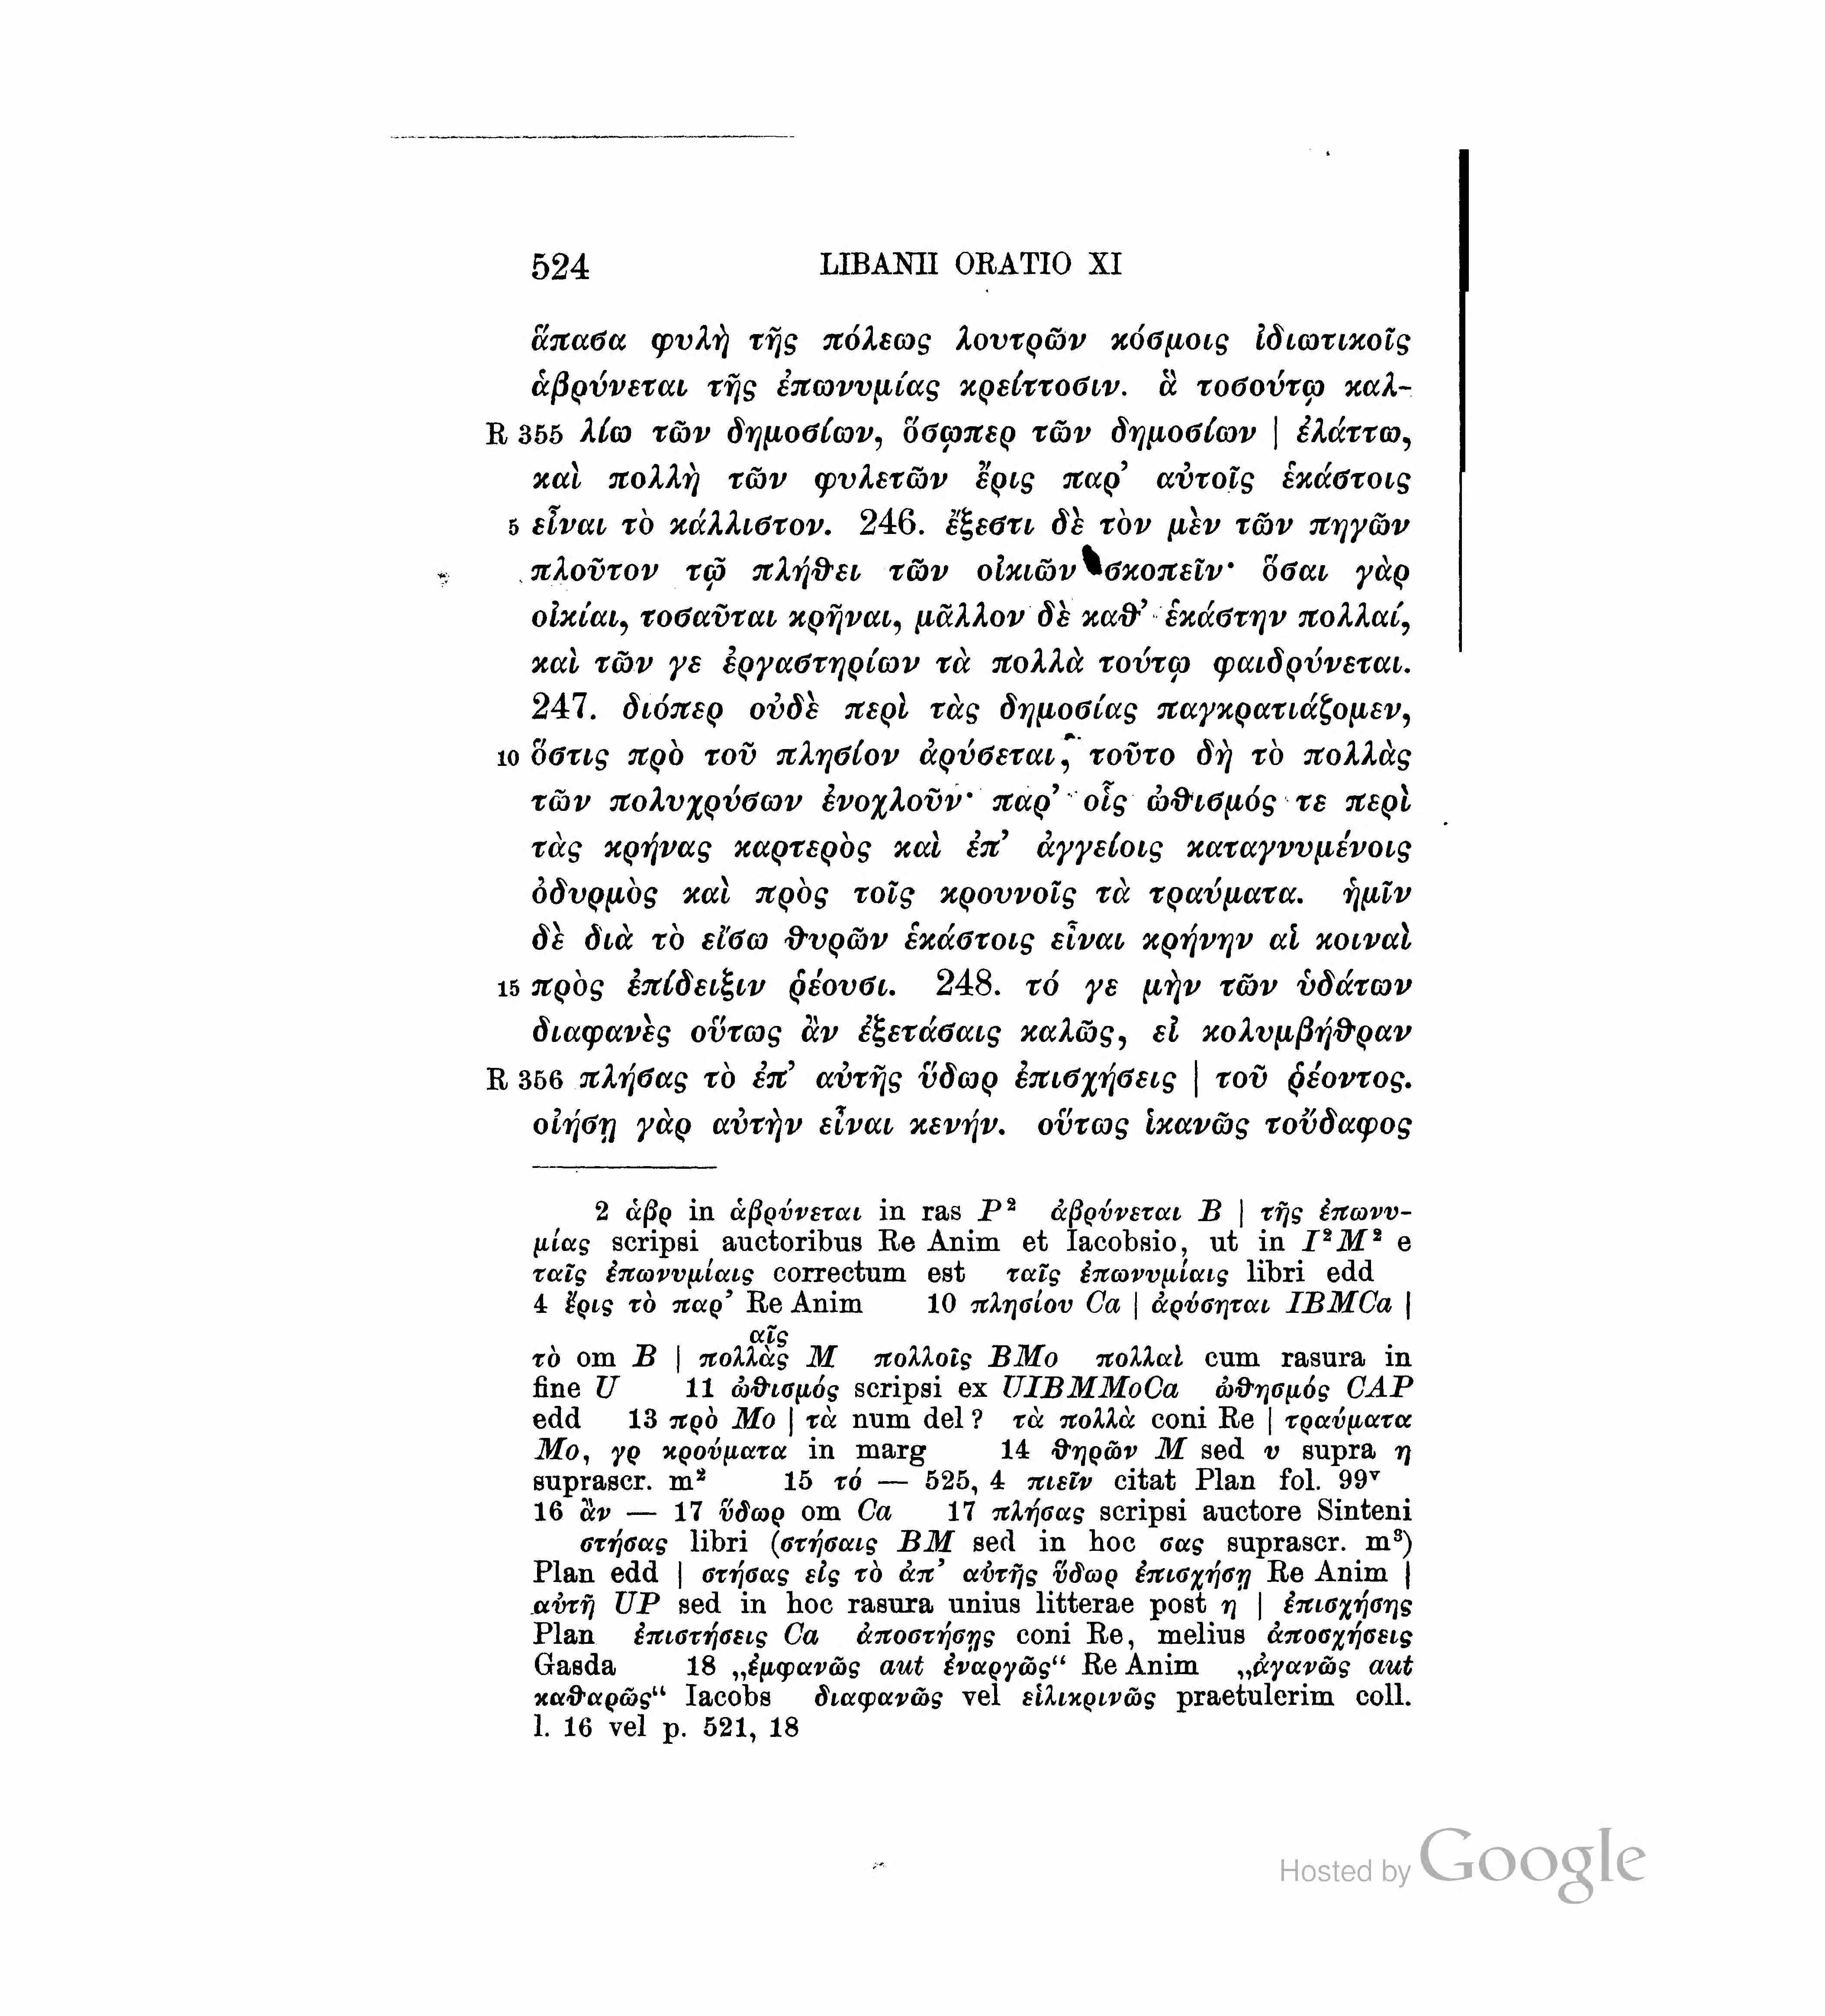 524 LIBANII ORATIO XI
ἅπασα φυλὴ τῆς πόλεως λουτρῶν κόσμοις ἰδιωτικοῖς
ἁβρύνεται τῆς ἐπωνυμίας κρείττοσιν. ἃ τοσούτῳ καλ-
R 355 λίω τῶν δημοσίων, ὅσῳπερ τῶν δημοσίων | ἐλάττω,
καὶ πολλὴ τῶν φυλετῶν ἔρις παρ’ αὐτοῖς ἑκάστοις
5 εἶναι τὸ κάλλιστον. 246. ἔξεστι δὲ τὸν μὲν τῶν πηγῶν
πλοῦτον τῷ πλήθει τῶν οἰκιῶν σκοπεῖν· ὅσαι γὰρ
οἰκίαι, τοσαῦται κρῆναι, μᾶλλον δὲ καθ’ ἑκάστην πολλαί,
καὶ τῶν γε ἐργαστηρίων τὰ πολλὰ τούτῳ φαιδρύνεται.
247. διόπερ οὐδὲ περὶ τὰς δημοσίας παγκρατιάζομεν,
10 ὅστις πρὸ τοῦ πλησίον ἀρύσεται, τοῦτο δὴ τὸ πολλὰς
τῶν πολυχρύσων ἐνοχλοῦν· παρ’ οἷς ὠθισμός τε περὶ
τὰς κρήνας καρτερὸς καὶ ἐπ’ ἀγγείοις καταγνυμένοις
ὀδυρμὸς καὶ πρὸς τοῖς κρουνοῖς τὰ τραύματα. ἡμῖν
δὲ διὰ τὸ εἴσω θυρῶν ἑκάστοις εἶναι κρήνην αἱ κοιναὶ
15 πρὸς ἐπίδειξιν ῥέουσι. 248. τό γε μὴν τῶν ὑδάτων
διαφανὲς οὕτως ἂν ἐξετάσαις καλῶς, εἰ κολυμβήθραν
R 356 πλήσας τὸ ἐπ’ αὐτῆς ὕδωρ ἐπισχήσεις | τοῦ ῥέοντος.
οἰήσῃ γὰρ αὐτὴν εἶναι κενήν. οὕτως ἱκανῶς τοὔδαφος
2 ἁβρ in ἁβρύνεται in ras P² ἀβρύνεται B | τῆς ἐπωνυ-
μίας scripsi auctoribus Re Anim et Iacobsio, ut in I²M² e
ταῖς ἐπωνυμίαις correctum est ταῖς ἐπωνυμίαις libri edd
4 ἔρις τὸ παρ’ Re Anim 10 πλησίου Ca | ἀρύσηται IBMCa |
αῖς
τὸ om B | πολλὰς M πολλοῖς BMo πολλαὶ cum rasura in
fine U 11 ὠθισμός scripsi ex UIBMMoCa ὠθησμός CAP
edd 13 πρὸ Mo | τὰ num del? τὰ πολλὰ coni Re | τραύματα
Mo, γρ κρούματα in marg 14 θηρῶν M sed υ supra η
suprascr. m² 15 τό — 525, 4 πιεῖν citat Plan fol. 99ᵛ
16 ἂν — 17 ὕδωρ om Ca 17 πλήσας scripsi auctore Sinteni
στήσας libri (στήσαις BM sed in hoc σας suprascr. m³)
Plan edd | στήσας εἰς τὸ ἀπ’ αὐτῆς ὕδωρ ἐπισχήσῃ Re Anim |
αὐτῆ UP sed in hoc rasura unius litterae post η | ἐπισχήσης
Plan ἐπιστήσεις Ca ἀποστήσῃς coni Re, melius ἀποσχήσεις
Gasda 18 „ἐμφανῶς aut ἐναργῶς“ Re Anim „ἀγανῶς aut
καθαρῶς“ Iacobs διαφανῶς vel εἰλικρινῶς praetulerim coll.
l. 16 vel p. 521, 18
Hosted by Google